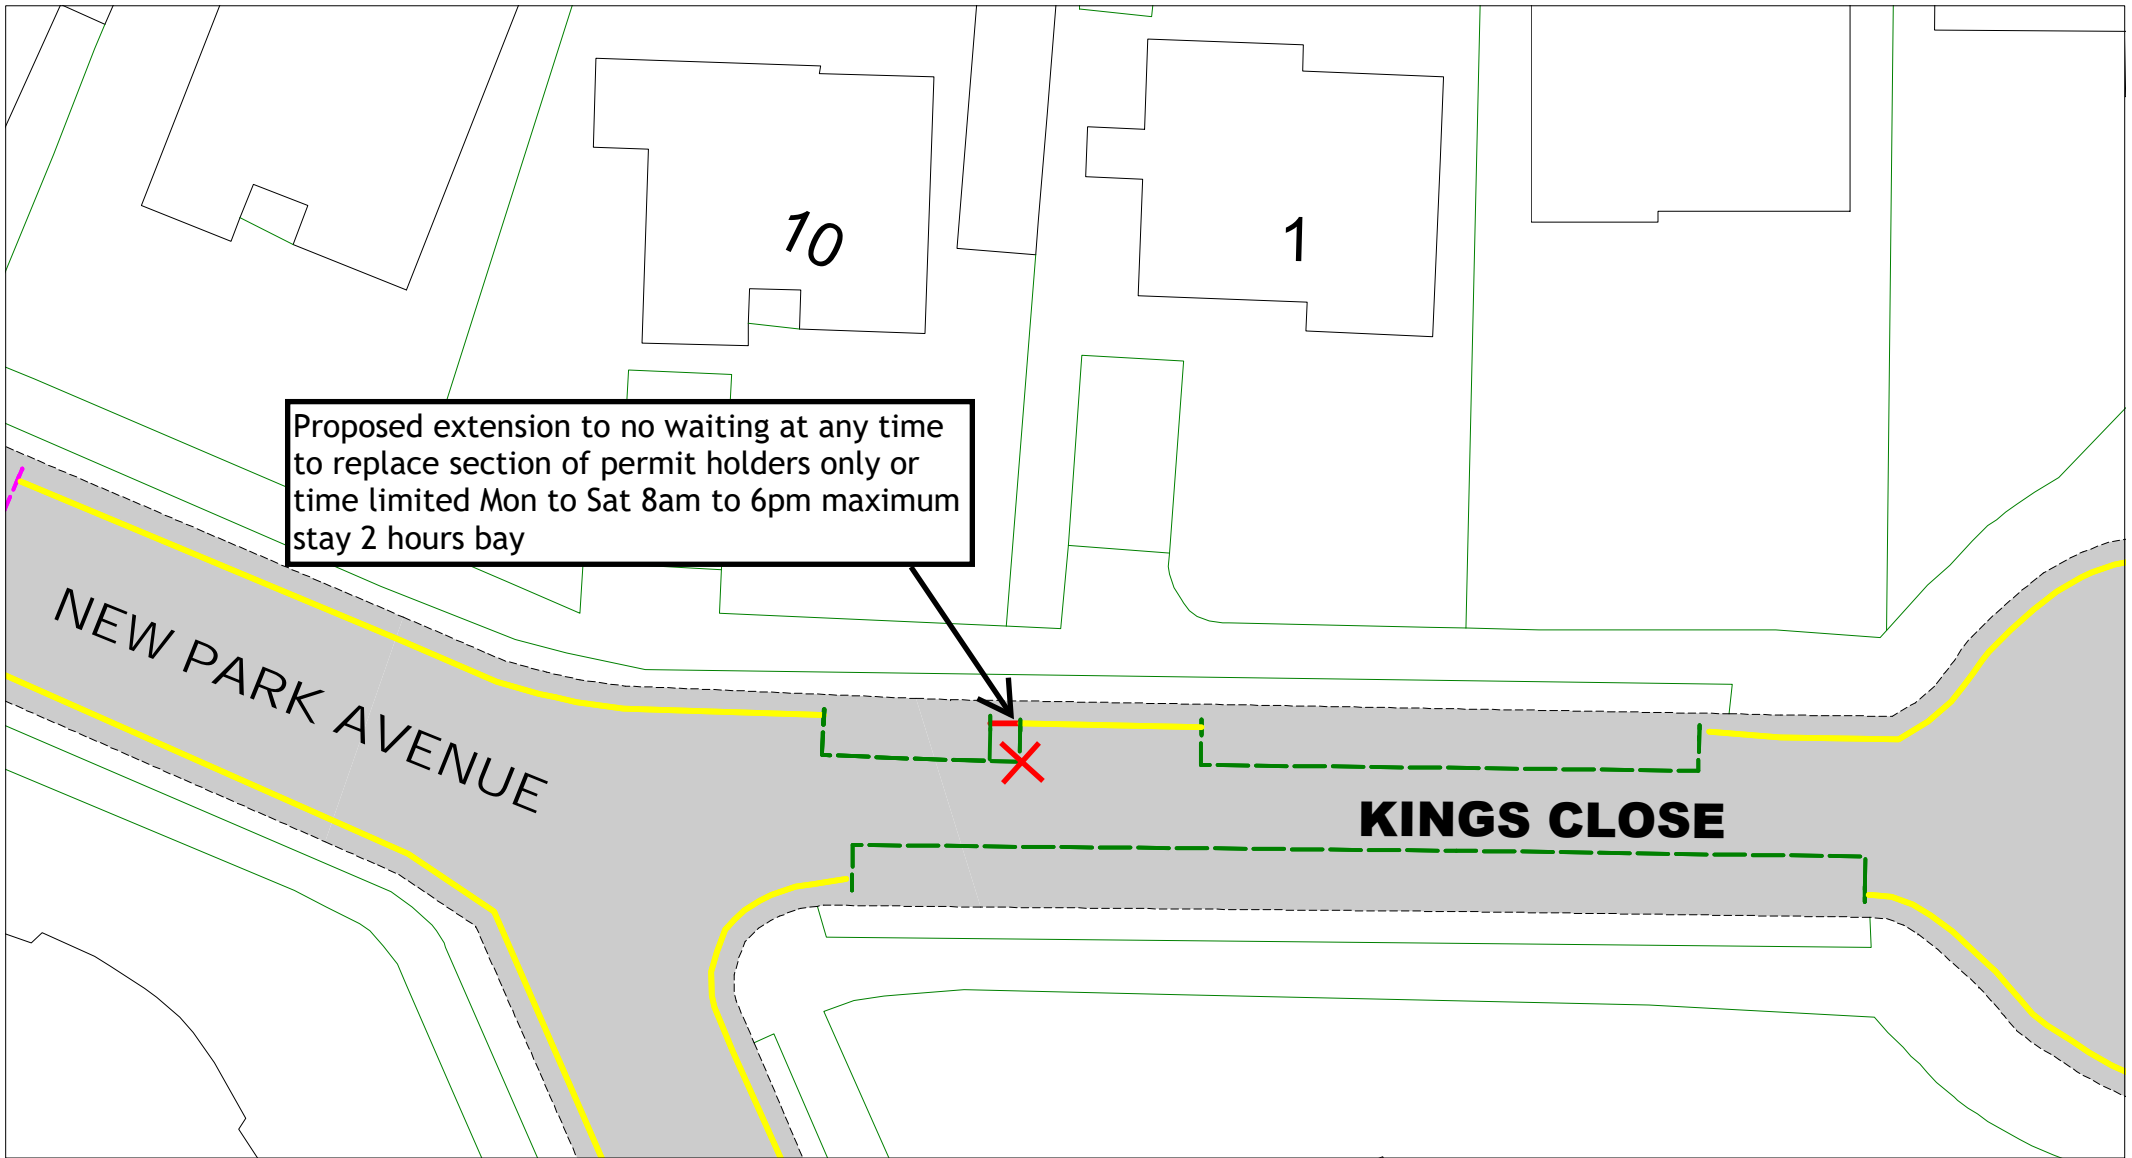 10
1
Proposed extension to no waiting at any time
to replace section of permit holders only or
time limited Mon to Sat 8am to 6pm maximum
stay 2 hours bay
NEW PARK AVENUE
KINGS CLOSE